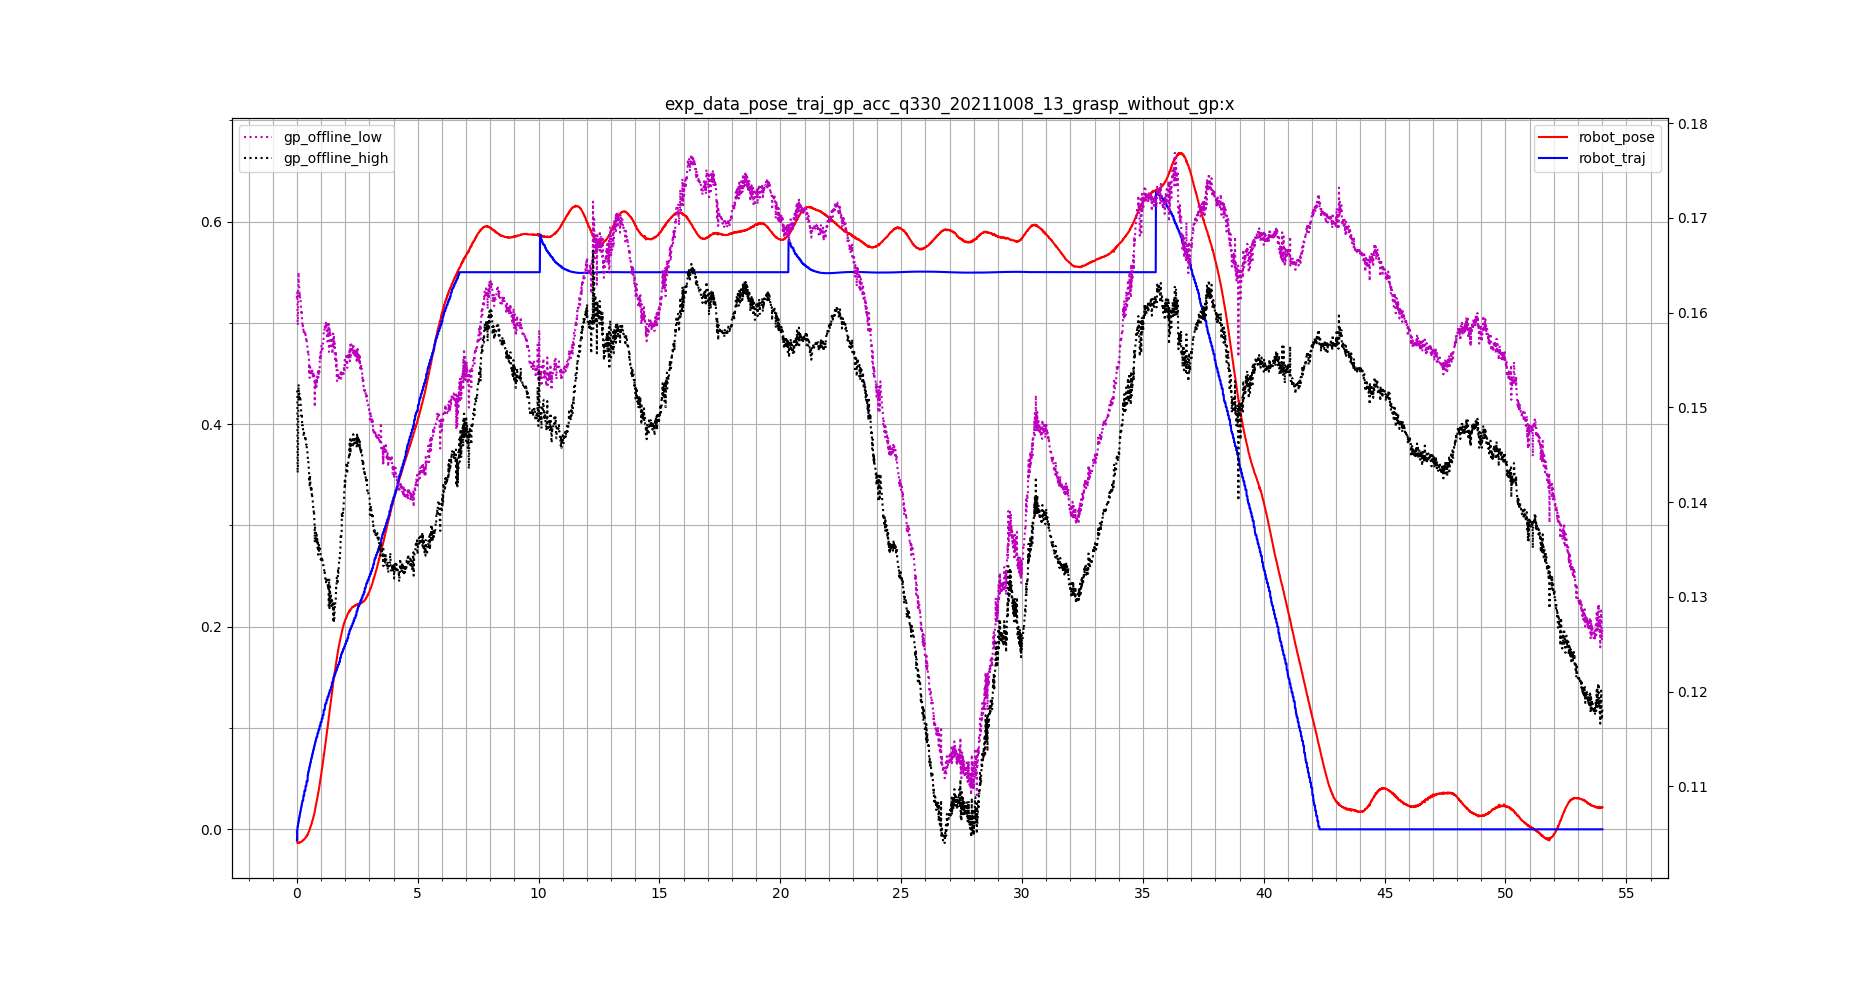 exp_data_pose_traj_gp_acc_q330_20211008_13_grasp_without_gp:x
gp_offline_low
gp_offline_high
robot_pose
robot_traj
0.6
0.4
0.2
0.0
0.18
0.17
0.16
0.15
0.14
0.13
0.12
0.11
0 5 10 15 20 25 30 35 40 45 50 55